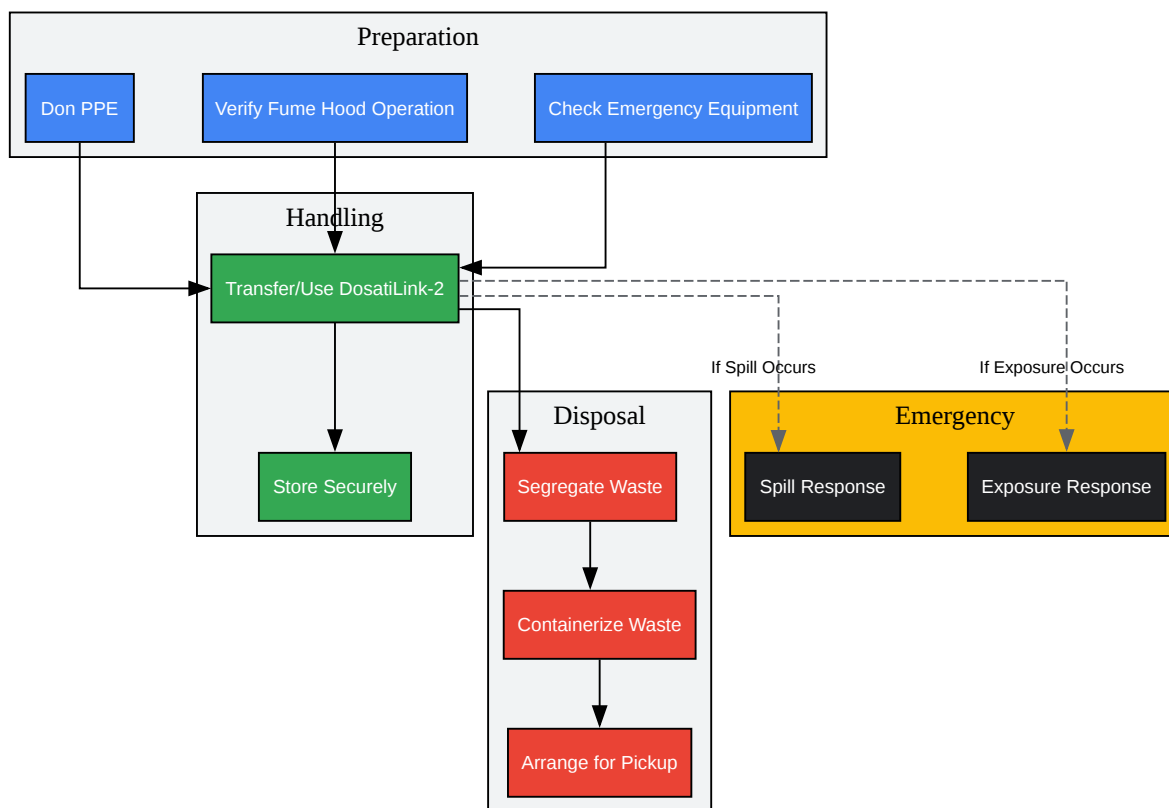 Preparation
Don PPE
Verify Fume Hood Operation
Check Emergency Equipment
Handling
Transfer/Use DosatiLink-2
If Spill Occurs
If Exposure Occurs
Disposal
Emergency
Store Securely
Segregate Waste
Spill Response
Exposure Response
Containerize Waste
Arrange for Pickup